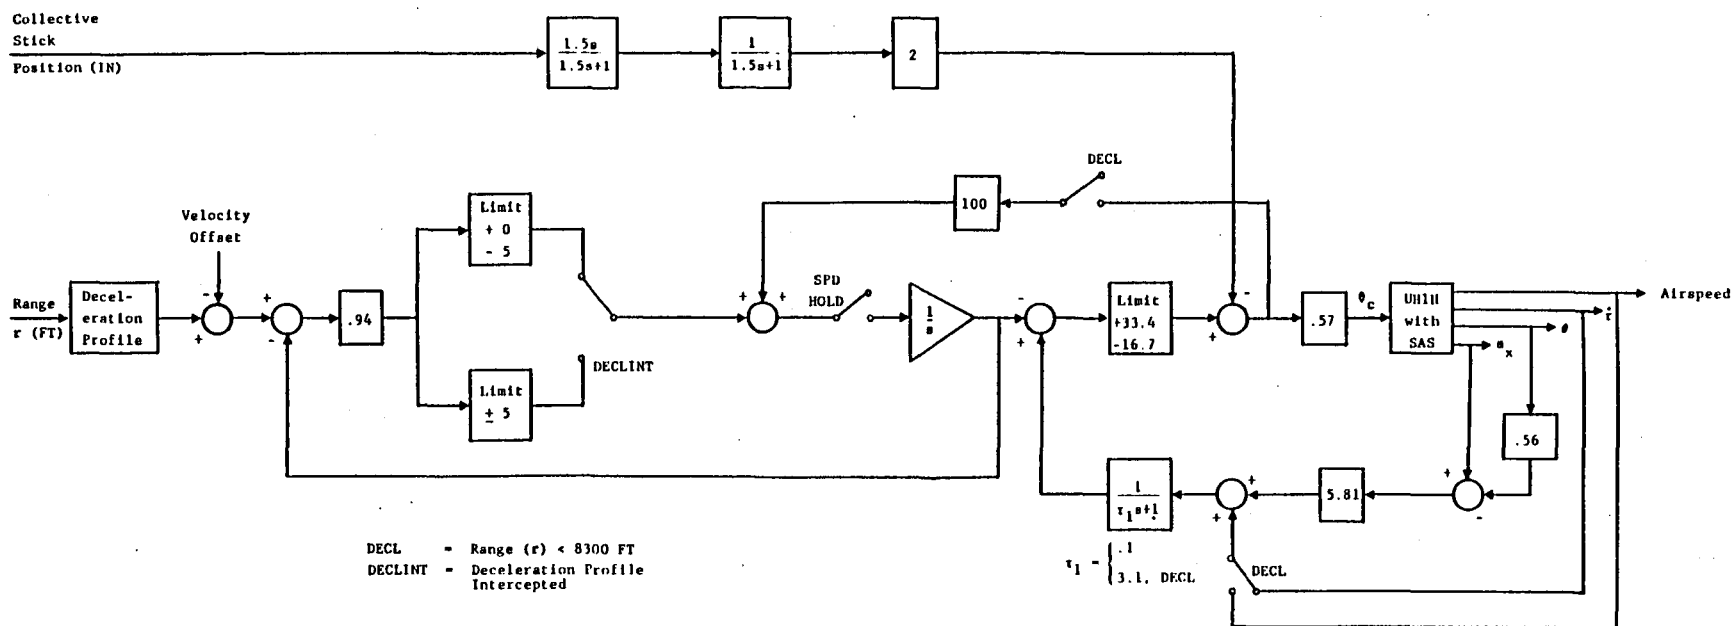 Collective
Stick
Position (IN)
1.5s
1.5s+1
1
1.5s+1
2
DECL
100
Velocity
Offset
Limit
+ 0
- 5
-
+
+
-
Range
r (FT)
Decel-
eration
Profile
.94
+
+
SPD
HOLD
1
s
-
+
Limit
+33.4
-16.7
-
+
.57
θc
UH1H
with
SAS
Airspeed
ṙ
θ
DECLINT
Limit
± 5
.56
+
-
5.81
+
+
1
τ1s+1
DECL = Range (r) < 8300 FT
DECLINT = Deceleration Profile
Intercepted
τ1 = { .1
3.1, DECL
DECL